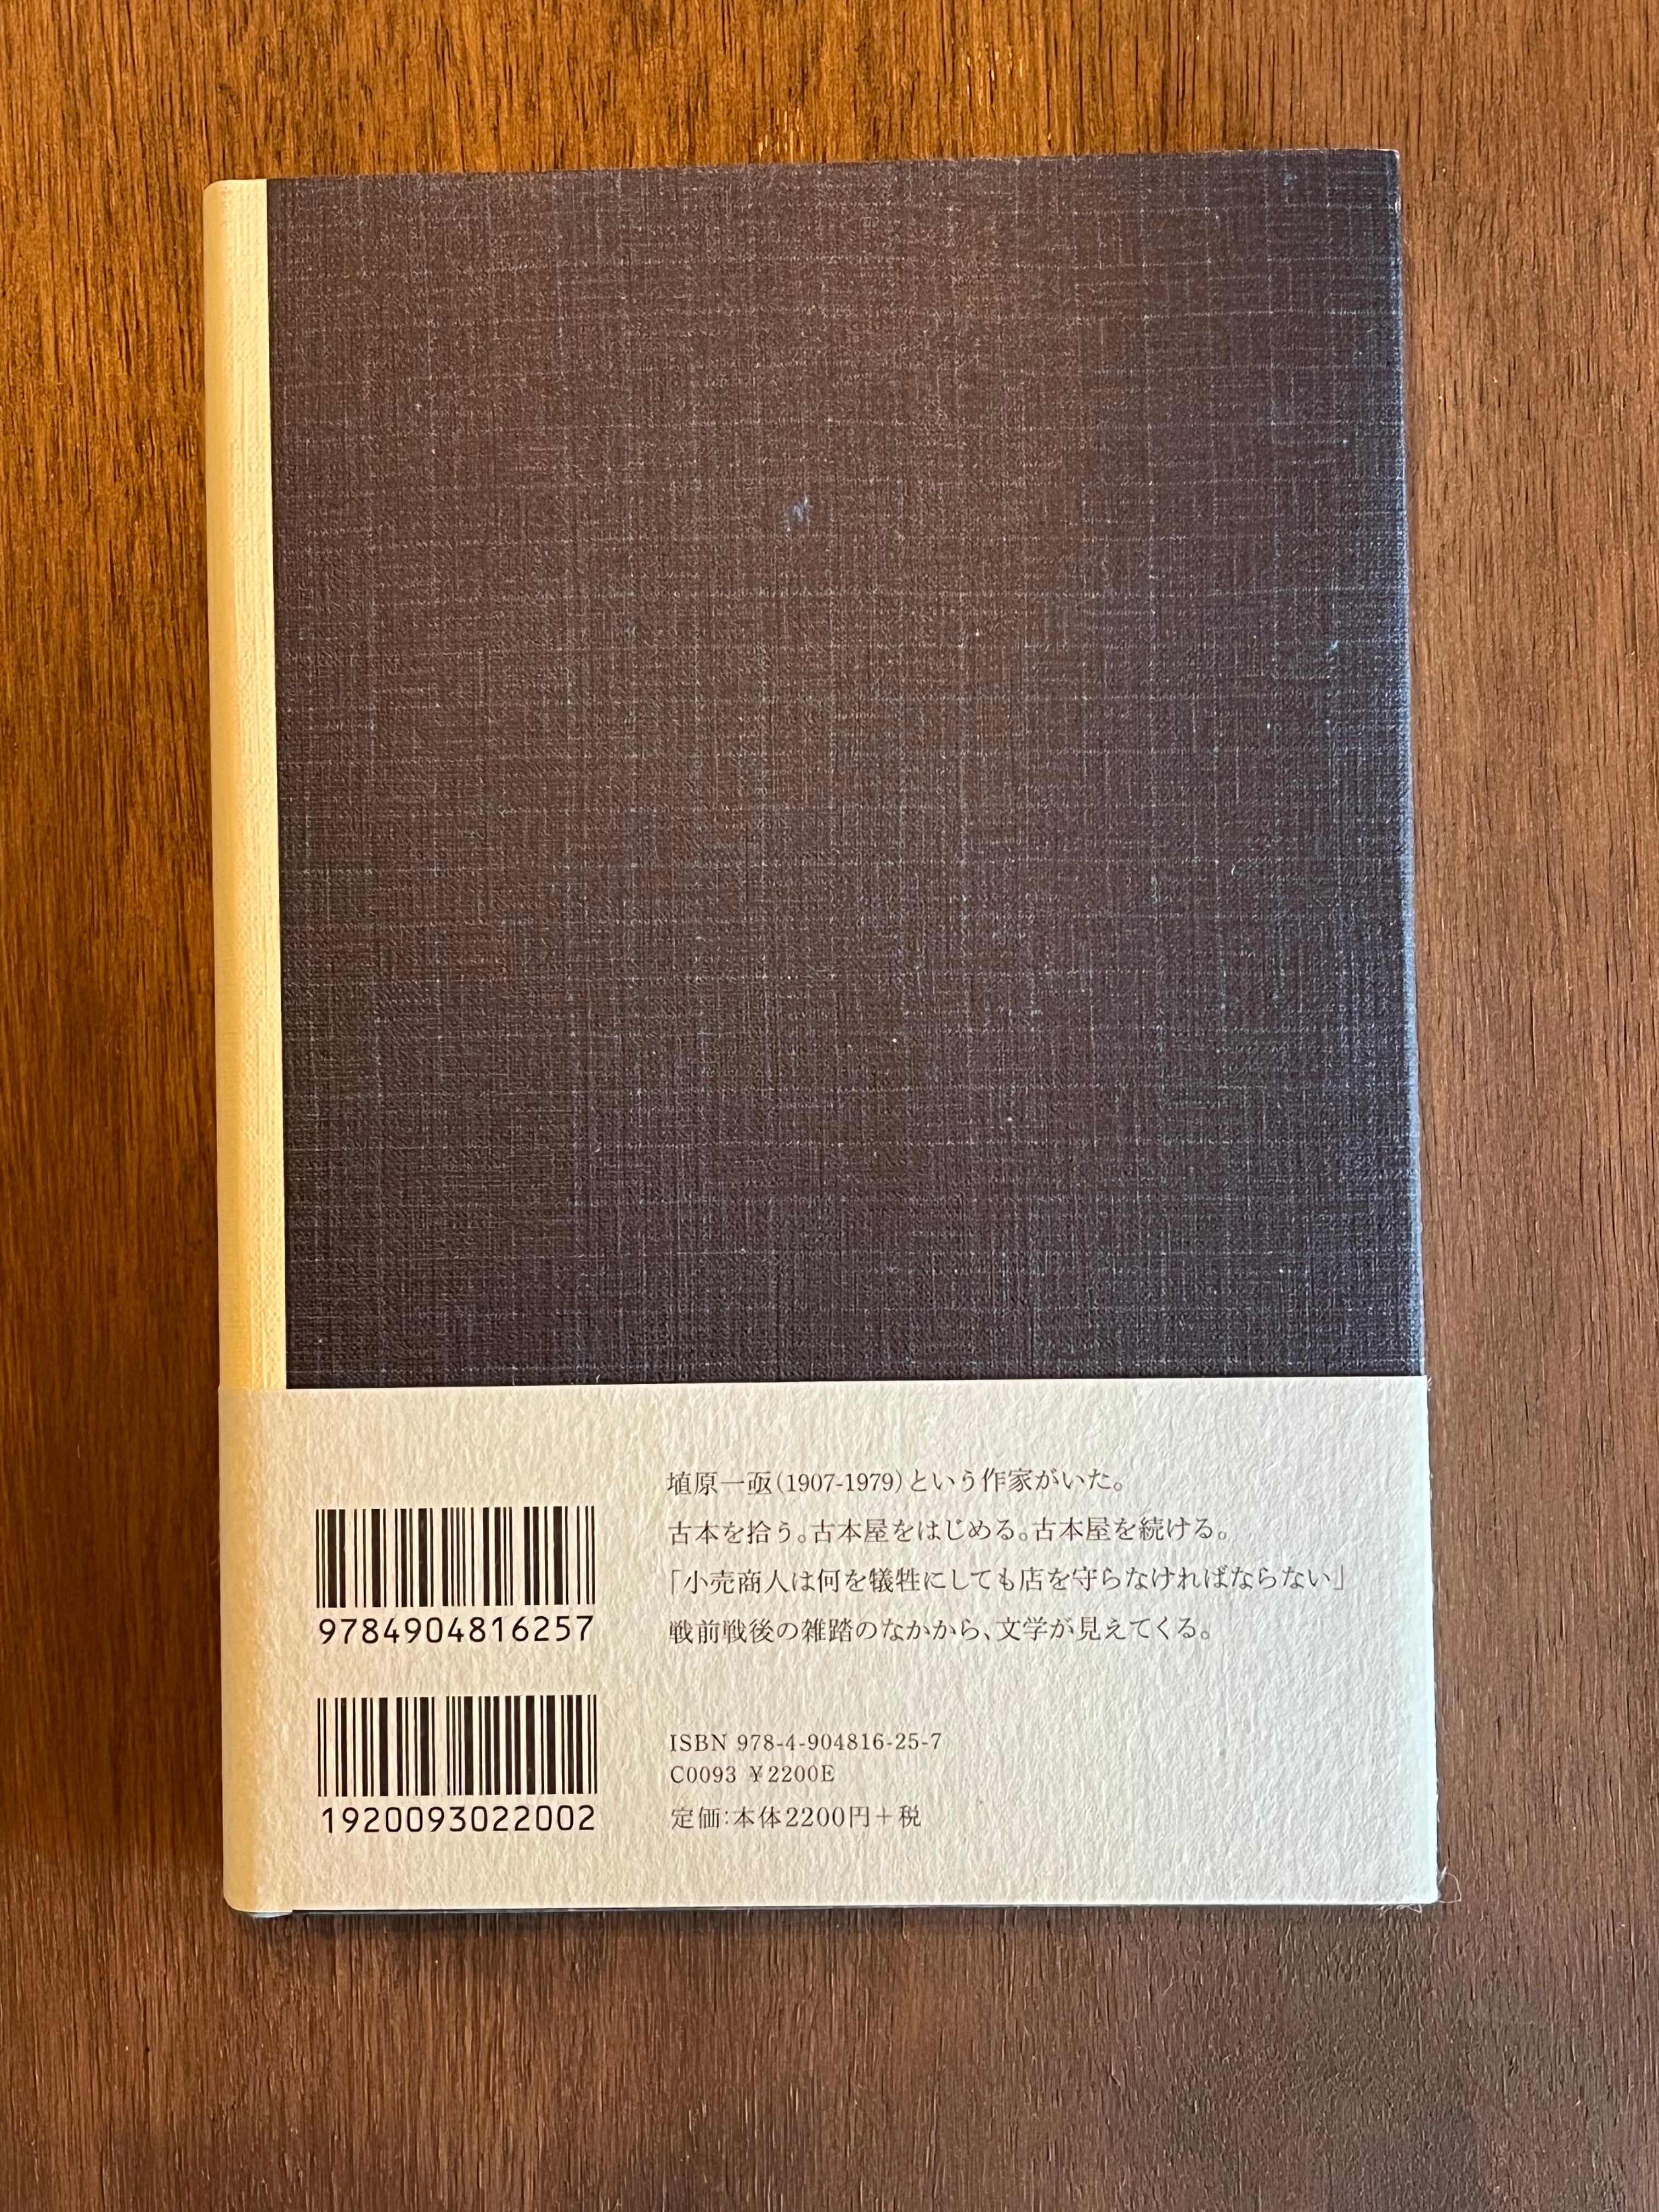 埴原一亟(1907-1979)という作家がいた。
古本を拾う。古本屋をはじめる。古本屋を続ける。
「小売商人は何を犠牲にしても店を守らなければならない」
戦前戦後の雑踏のなかから、文学が見えてくる。
9784904816257
1920093022002
ISBN 978-4-904816-25-7
C0093 ¥2200E
定価:本体2200円+税